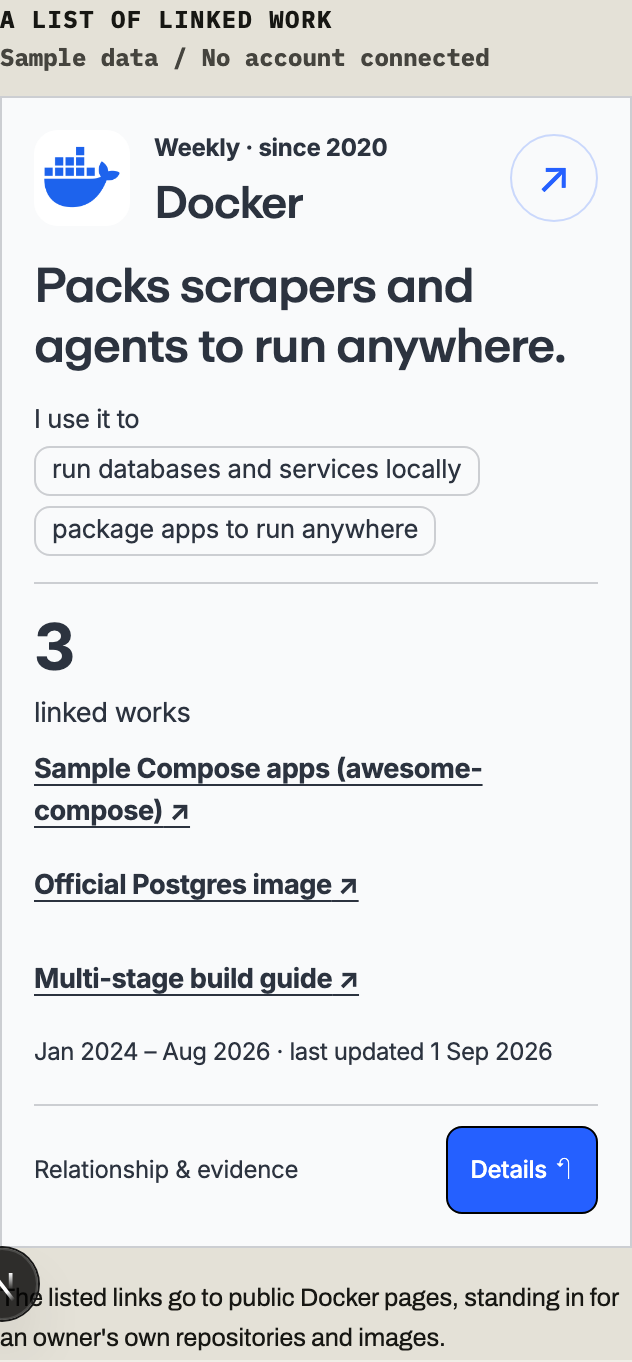 A LIST OF LINKED WORK
Sample data / No account connected
Weekly · since 2020
Docker
Packs scrapers and
agents to run anywhere.
I use it to
run databases and services locally
package apps to run anywhere
3
linked works
Sample Compose apps (awesome-
compose) ↗
Official Postgres image ↗
Multi-stage build guide ↗
Jan 2024 – Aug 2026 · last updated 1 Sep 2026
Relationship & evidence
Details
The listed links go to public Docker pages, standing in for
an owner's own repositories and images.